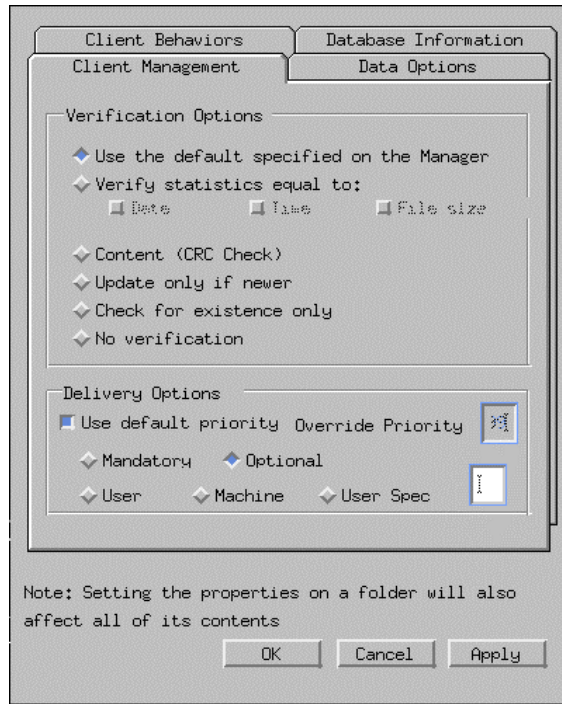 Client Behaviors Database Information
Client Management Data Options
Verification Options
Use the default specified on the Manager
Verify statistics equal to:
Date Time File size
Content (CRC Check)
Update only if newer
Check for existence only
No verification
Delivery Options
Use default priority Override Priority
Mandatory Optional
User Machine User Spec
Note: Setting the properties on a folder will also
affect all of its contents
OK Cancel Apply